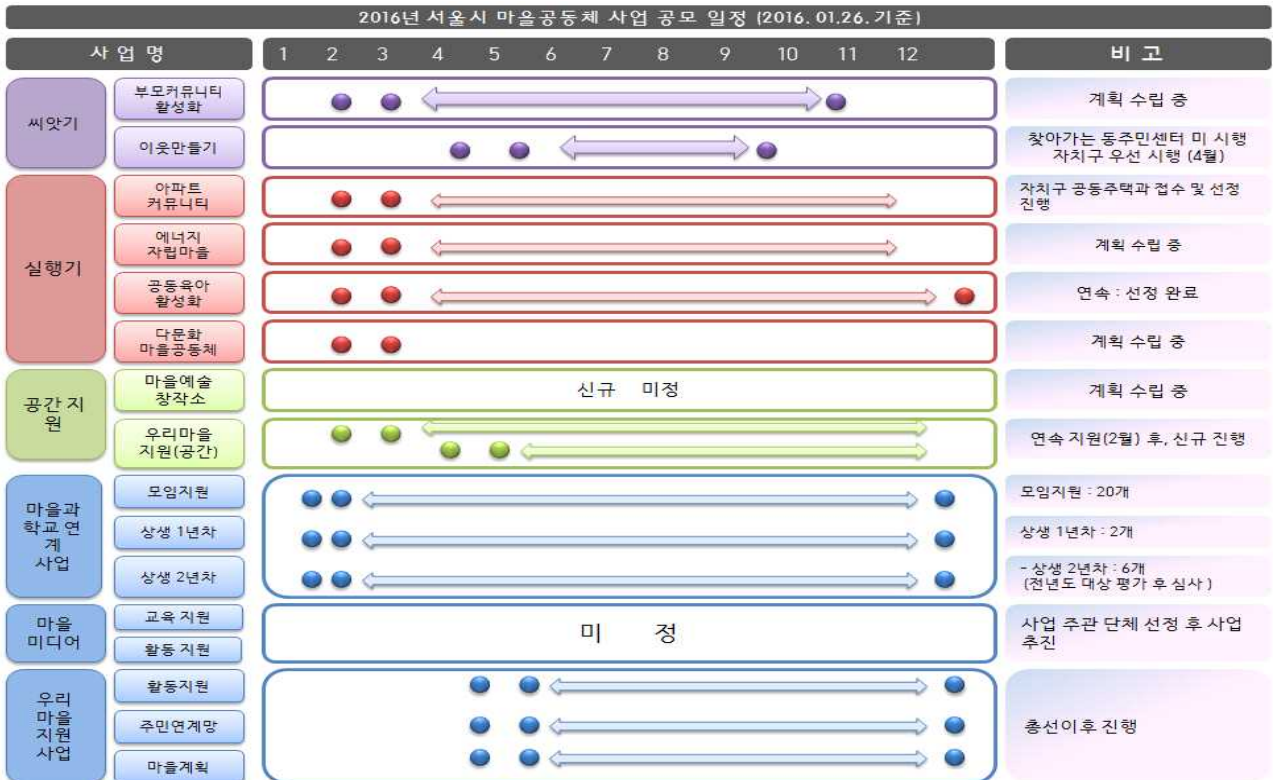 2016년 서울시 마을공동체 사업 공모 일정 (2016. 01.26. 기준)
사 업 명 1 2 3 4 5 6 7 8 9 10 11 12 비 고
씨앗기
부모커뮤니티
활성화
계획 수립 중
이웃만들기
찾아가는 동주민센터 미 시행
자치구 우선 시행 (4월)
실행기
아파트
커뮤니티
자치구 공동주택과 접수 및 선정
진행
에너지
자립마을
계획 수립 중
공동육아
활성화
연속 : 선정 완료
다문화
마을공동체
계획 수립 중
공간 지
원
마을예술
창작소
신규 미정
계획 수립 중
우리마을
지원(공간)
연속 지원(2월) 후, 신규 진행
마을과
학교 연
계
사업
모임지원
모임지원 : 20개
상생 1년차
상생 1년차 : 2개
상생 2년차
- 상생 2년차 : 6개
(전년도 대상 평가 후 심사 )
마을
미디어
교육 지원
활동 지원
미 정
사업 주관 단체 선정 후 사업
추진
우리
마을
지원
사업
활동지원
주민연계망
마을계획
총선이후 진행